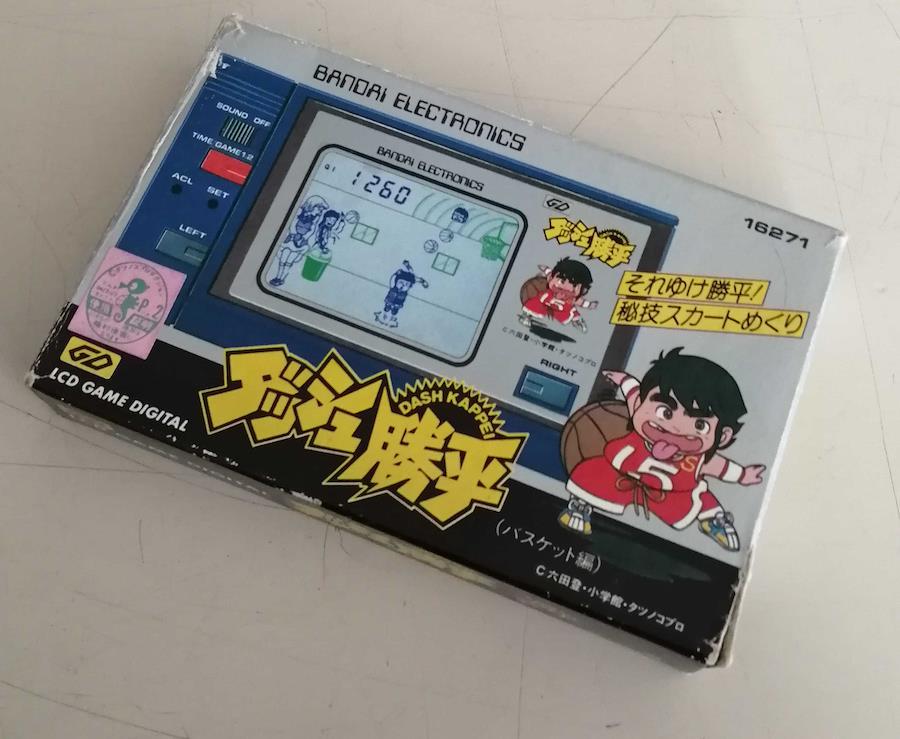 BANDAI ELECTRONICS
16271
SOUND OFF
TIME GAME1.2
ACL
SET
LEFT
BANDAI ELECTRONICS
G1
1260
GD
ダッシュ勝平
©六田登・小学館・タツノコプロ
RIGHT
それゆけ勝平!
秘技スカートめくり
GD
LCD GAME DIGITAL
ダッシュ勝平
DASH KAPPEI
15
S
(バスケット編)
©六田登・小学館・タツノコプロ